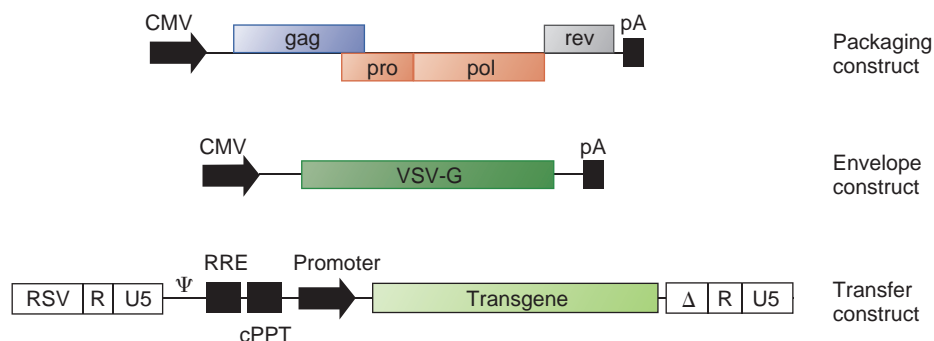 CMV
pA
gag
rev
pro
pol
Packaging
construct
CMV
pA
VSV-G
Envelope
construct
Ψ
RRE
Promoter
RSV R U5
Transgene
Δ R U5
cPPT
Transfer
construct